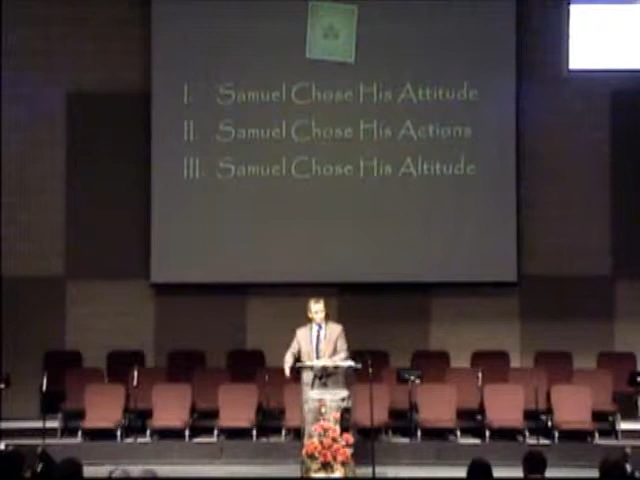 I. Samuel Chose His Attitude
II. Samuel Chose His Actions
III. Samuel Chose His Altitude